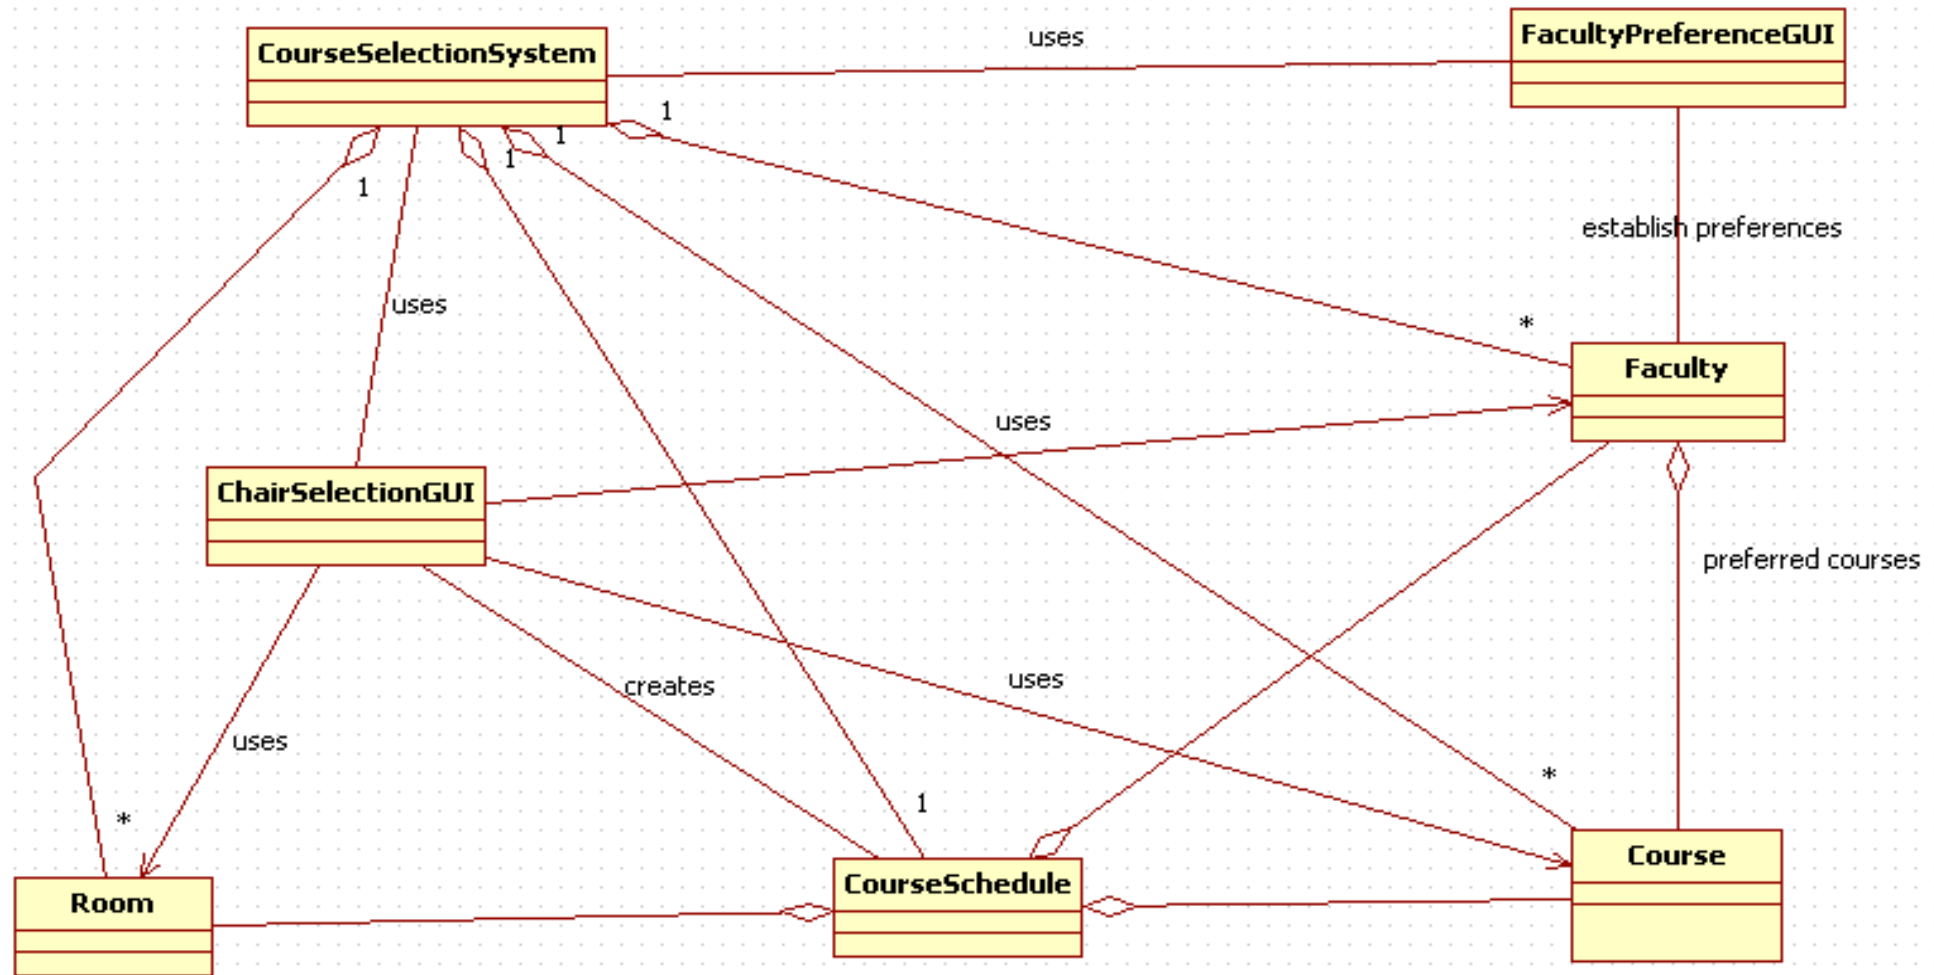 FacultyPreferenceGUI
uses
CourseSelectionSystem
1
1
1
1
establish preferences
uses
*
Faculty
uses
ChairSelectionGUI
preferred courses
uses
creates
uses
*
1
*
Course
CourseSchedule
Room